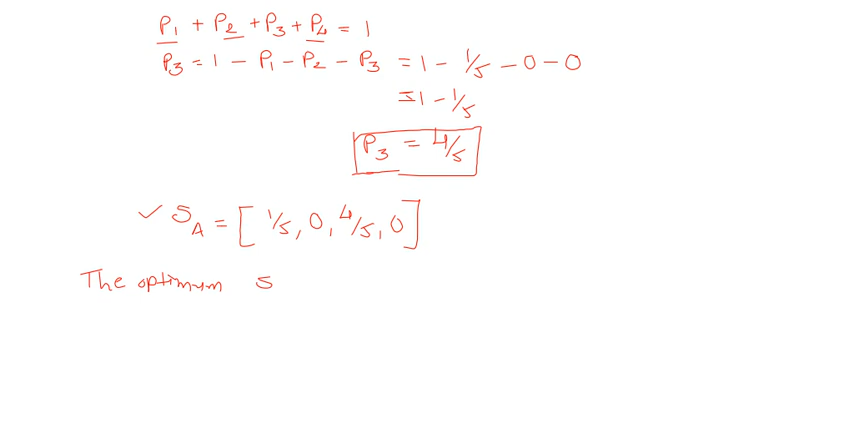 P1 + P2 + P3 + P4 = 1
P3 = 1 - P1 - P2 - P3 = 1 - 1/5 - 0 - 0
= 1 - 1/5
P3 = 4/5
✓ SA = [1/5, 0, 4/5, 0]
The optimum S